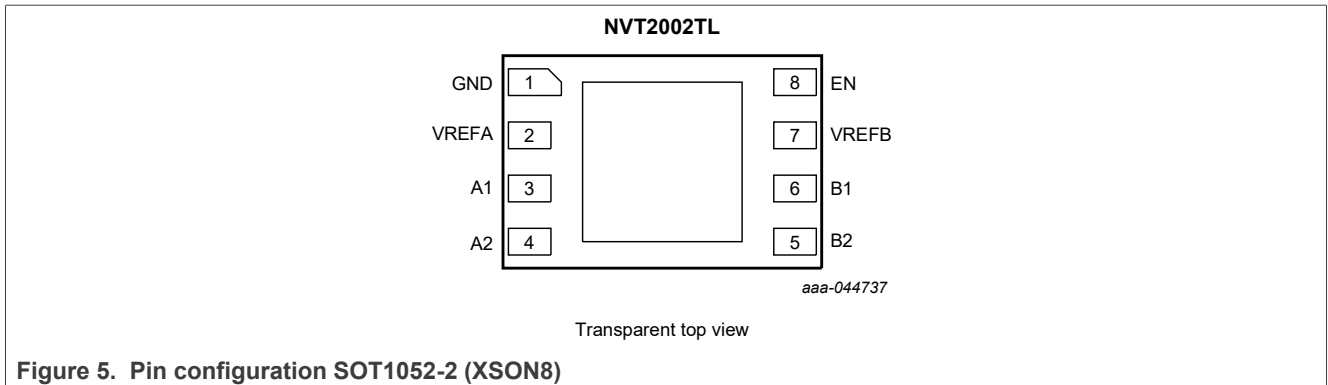 NVT2002TL
GND 1 8 EN
VREFA 2 7 VREFB
A1 3 6 B1
A2 4 5 B2
aaa-044737
Transparent top view
Figure 5. Pin configuration SOT1052-2 (XSON8)